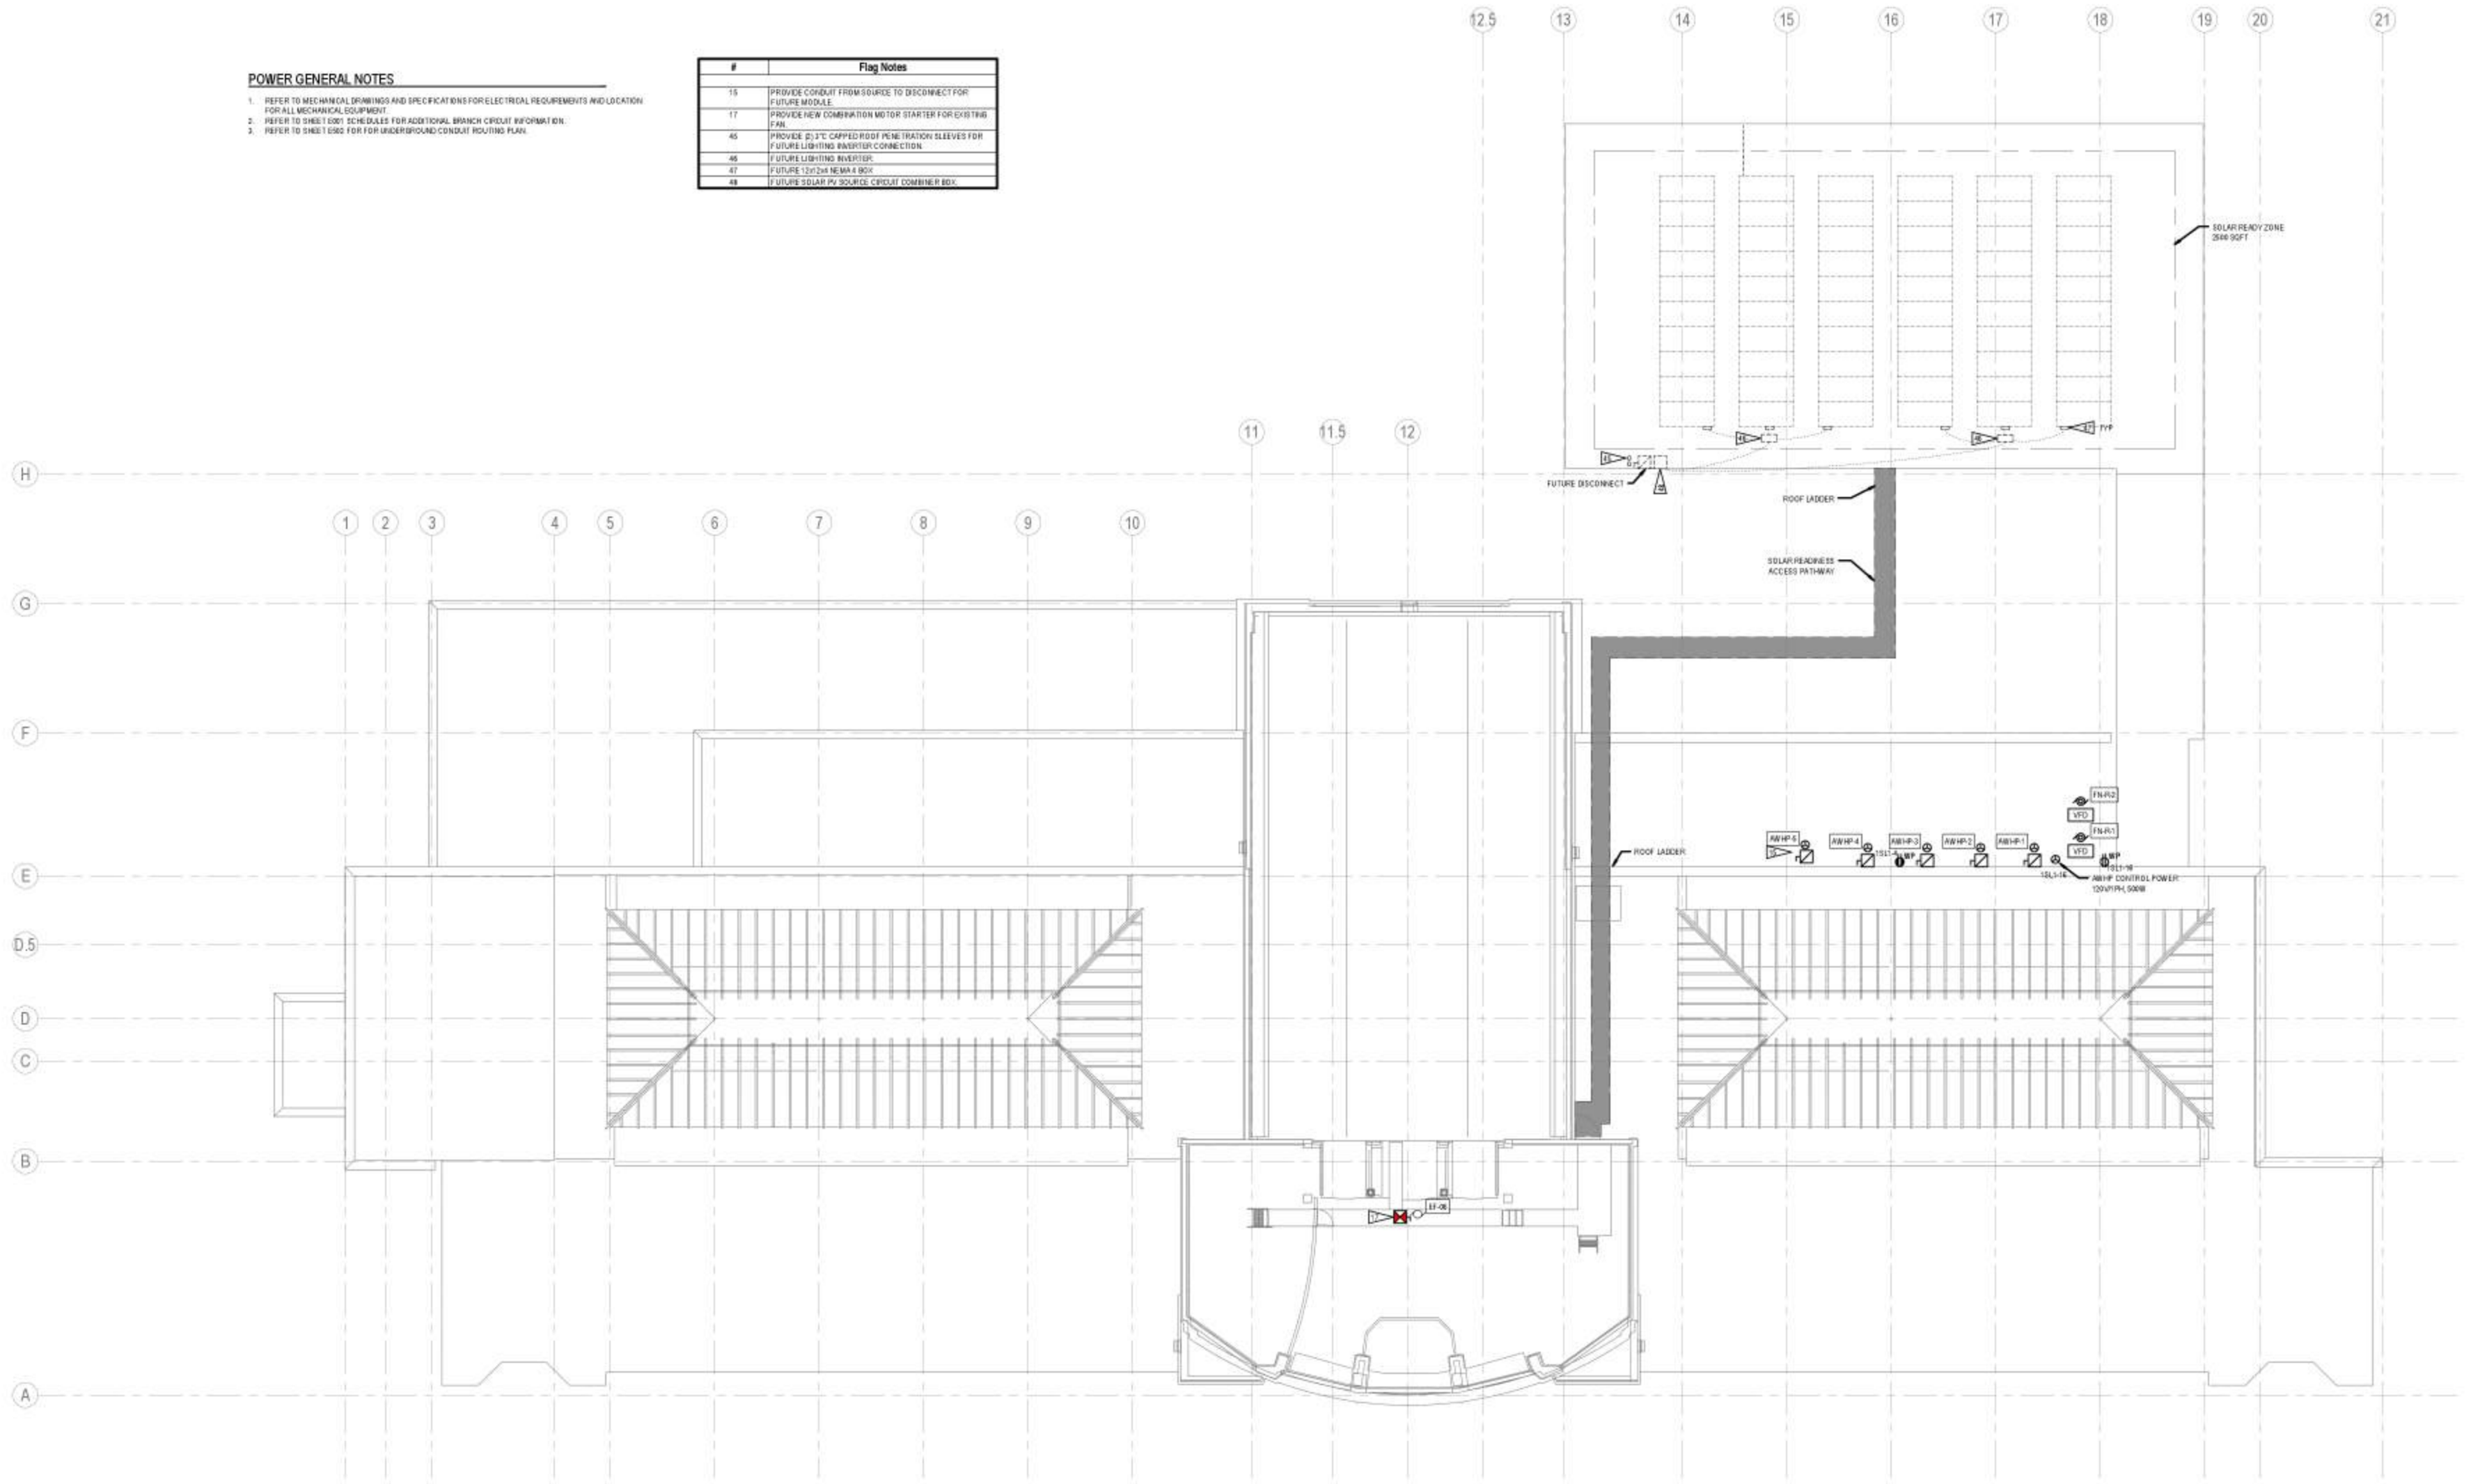 12.5 13 14 15 16 17 18 19 20 21
POWER GENERAL NOTES
1. REFER TO MECHANICAL DRAWINGS AND SPECIFICATIONS FOR ELECTRICAL REQUIREMENTS AND LOCATION
FOR ALL MECHANICAL EQUIPMENT.
2. REFER TO SHEET E001 SCHEDULES FOR ADDITIONAL BRANCH CIRCUIT INFORMATION.
3. REFER TO SHEET E502 FOR FOR UNDERGROUND CONDUIT ROUTING PLAN.
# Flag Notes
15 PROVIDE CONDUIT FROM SOURCE TO DISCONNECT FOR
FUTURE MODULE.
17 PROVIDE NEW COMBINATION MOTOR STARTER FOR EXISTING
FAN.
45 PROVIDE (2) 3"C CAPPED ROOF PENETRATION SLEEVES FOR
FUTURE LIGHTING INVERTER CONNECTION.
46 FUTURE LIGHTING INVERTER.
47 FUTURE 12x12x4 NEMA 4 BOX
48 FUTURE SOLAR PV SOURCE CIRCUIT COMBINER BOX.
SOLAR READY ZONE
2500 SQFT
TYP
11 11.5 12
H
FUTURE DISCONNECT
ROOF LADDER
1 2 3 4 5 6 7 8 9 10
SOLAR READINESS
ACCESS PATHWAY
G
F
FN-R-2
VFD
FN-R-1
VFD
AWHP-5 AWHP-4 AWHP-3 AWHP-2 AWHP-1
ROOF LADDER
WP
WP
E
1SL1-16
1SL1-16
AWHP CONTROL POWER
120V/1PH, 500W
D.5
D
C
B
EF-06
17
A